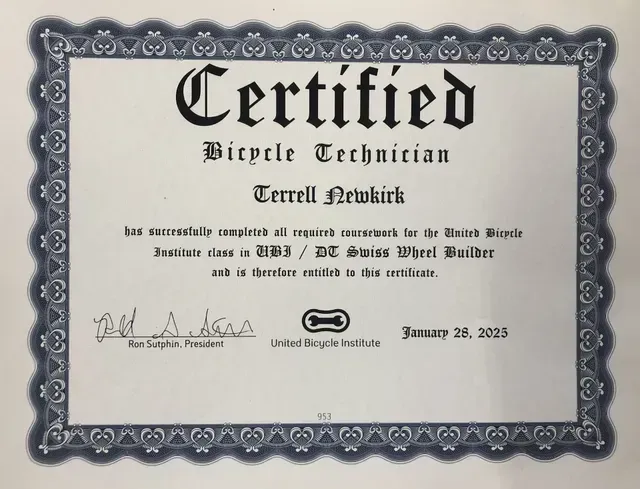 Certified
Bicycle Technician
Terrell Newkirk
has successfully completed all required coursework for the United Bicycle
Institute class in UBI / DT Swiss Wheel Builder
and is therefore entitled to this certificate.
Ron Sutphin, President
United Bicycle Institute
January 28, 2025
953